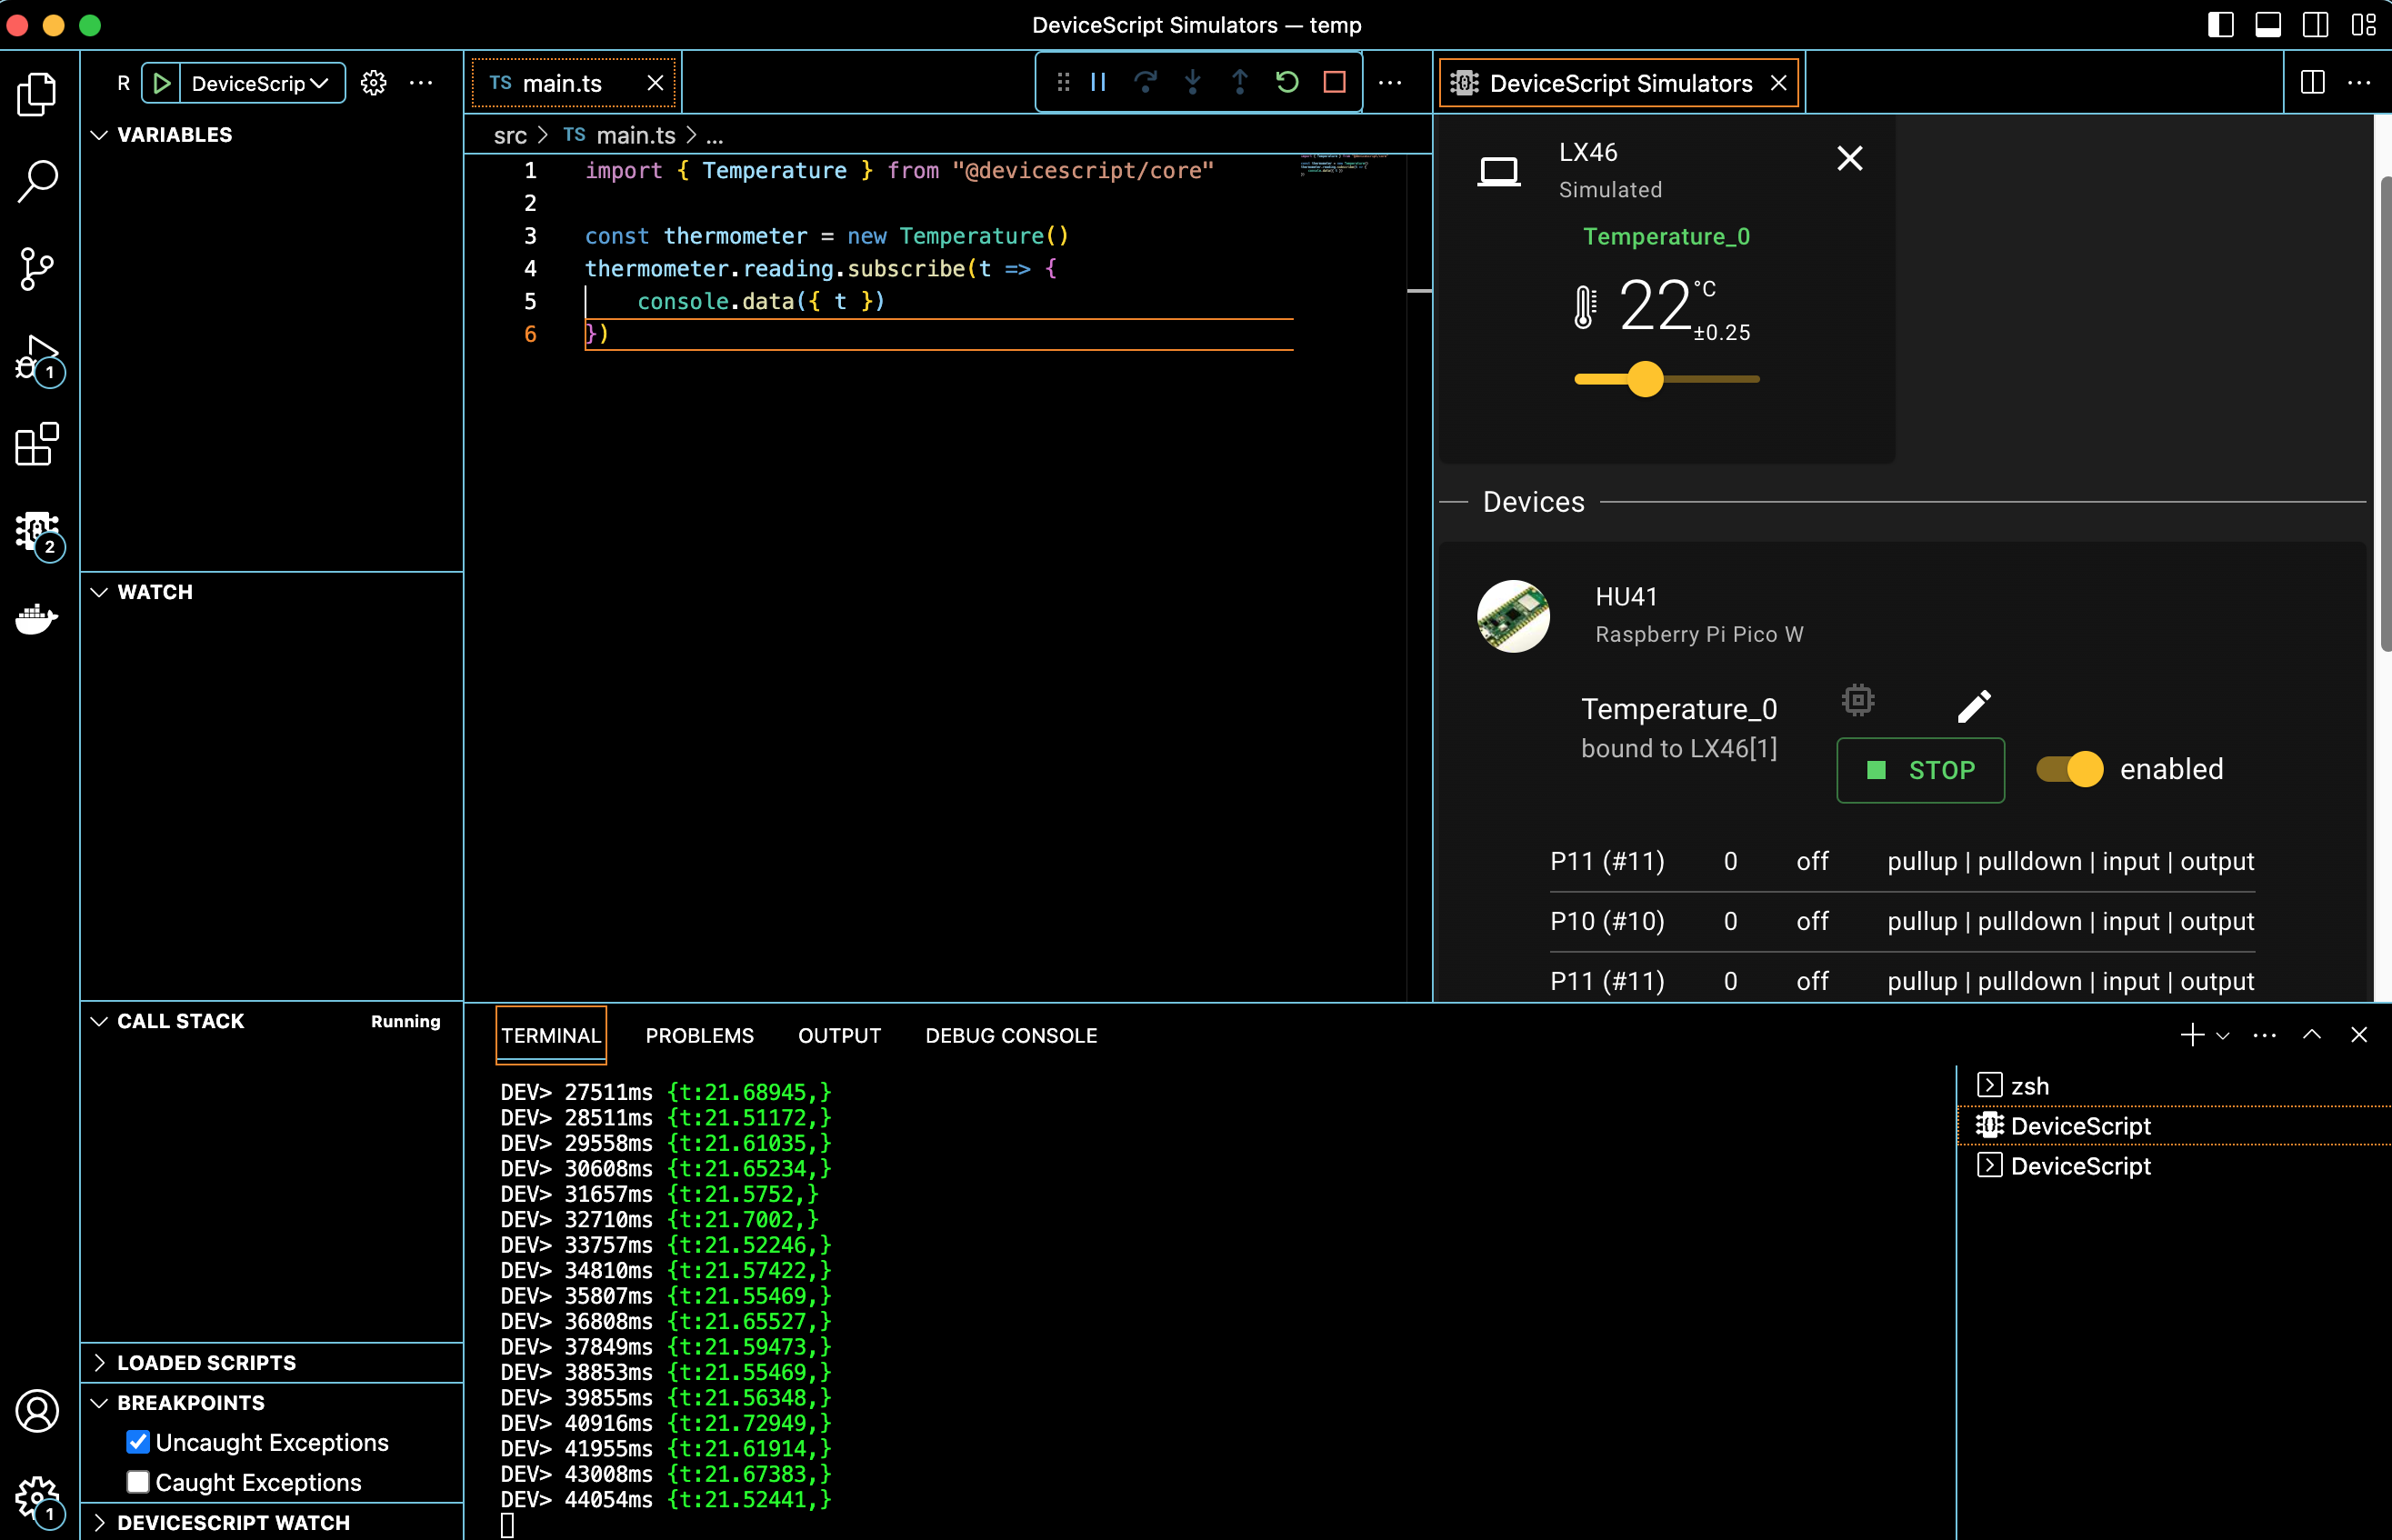 DeviceScript Simulators — temp
R DeviceScrip
VARIABLES
WATCH
CALL STACK Running
LOADED SCRIPTS
BREAKPOINTS
Uncaught Exceptions
Caught Exceptions
DEVICESCRIPT WATCH
1
2
1
TS main.ts
src > TS main.ts > ...
1 import { Temperature } from "@devicescript/core"
2
3 const thermometer = new Temperature()
4 thermometer.reading.subscribe(t => {
5 console.data({ t })
6 })
DeviceScript Simulators
LX46
Simulated
Temperature_0
22 °C
±0.25
Devices
HU41
Raspberry Pi Pico W
Temperature_0
bound to LX46[1]
STOP enabled
P11 (#11) 0 off pullup | pulldown | input | output
P10 (#10) 0 off pullup | pulldown | input | output
P11 (#11) 0 off pullup | pulldown | input | output
TERMINAL PROBLEMS OUTPUT DEBUG CONSOLE
DEV> 27511ms {t:21.68945,}
DEV> 28511ms {t:21.51172,}
DEV> 29558ms {t:21.61035,}
DEV> 30608ms {t:21.65234,}
DEV> 31657ms {t:21.5752,}
DEV> 32710ms {t:21.7002,}
DEV> 33757ms {t:21.52246,}
DEV> 34810ms {t:21.57422,}
DEV> 35807ms {t:21.55469,}
DEV> 36808ms {t:21.65527,}
DEV> 37849ms {t:21.59473,}
DEV> 38853ms {t:21.55469,}
DEV> 39855ms {t:21.56348,}
DEV> 40916ms {t:21.72949,}
DEV> 41955ms {t:21.61914,}
DEV> 43008ms {t:21.67383,}
DEV> 44054ms {t:21.52441,}
zsh
DeviceScript
DeviceScript